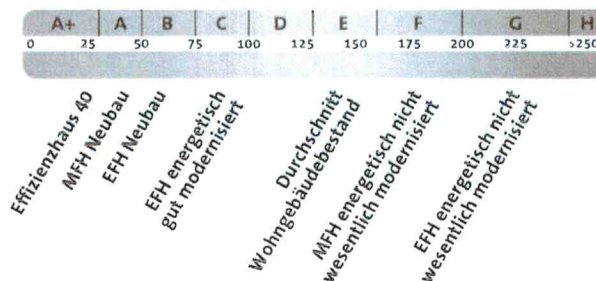 A+ A B C D E F G H
0 25 50 75 100 125 150 175 200 225 >250
Effizienzhaus 40
MFH Neubau
EFH Neubau
EFH energetisch
gut modernisiert
Durchschnitt
Wohngebäudebestand
MFH energetisch nicht
wesentlich modernisiert
EFH energetisch nicht
wesentlich modernisiert